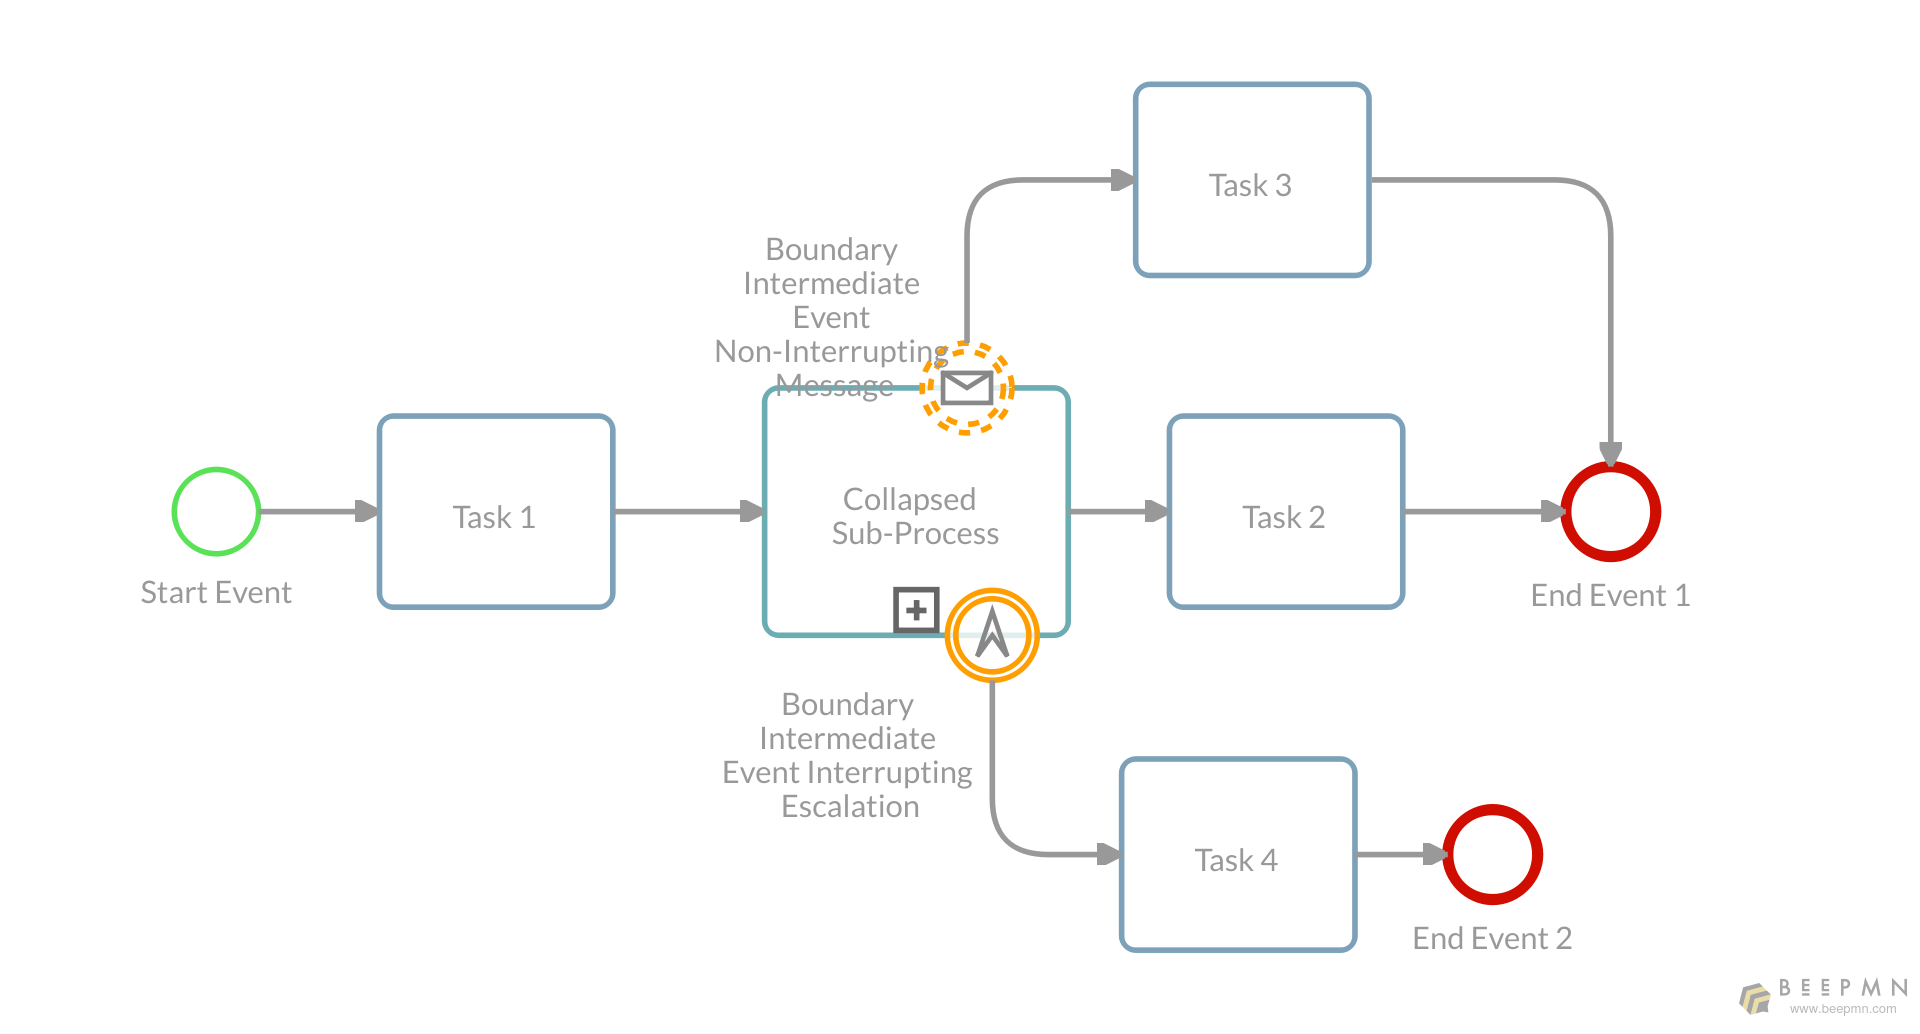 Task 3
Boundary
Intermediate
Event
Non-Interrupting
Message
Start Event
Task 1
Collapsed
Sub-Process
Task 2
End Event 1
Boundary
Intermediate
Event Interrupting
Escalation
Task 4
End Event 2
BEEPMN
www.beepmn.com